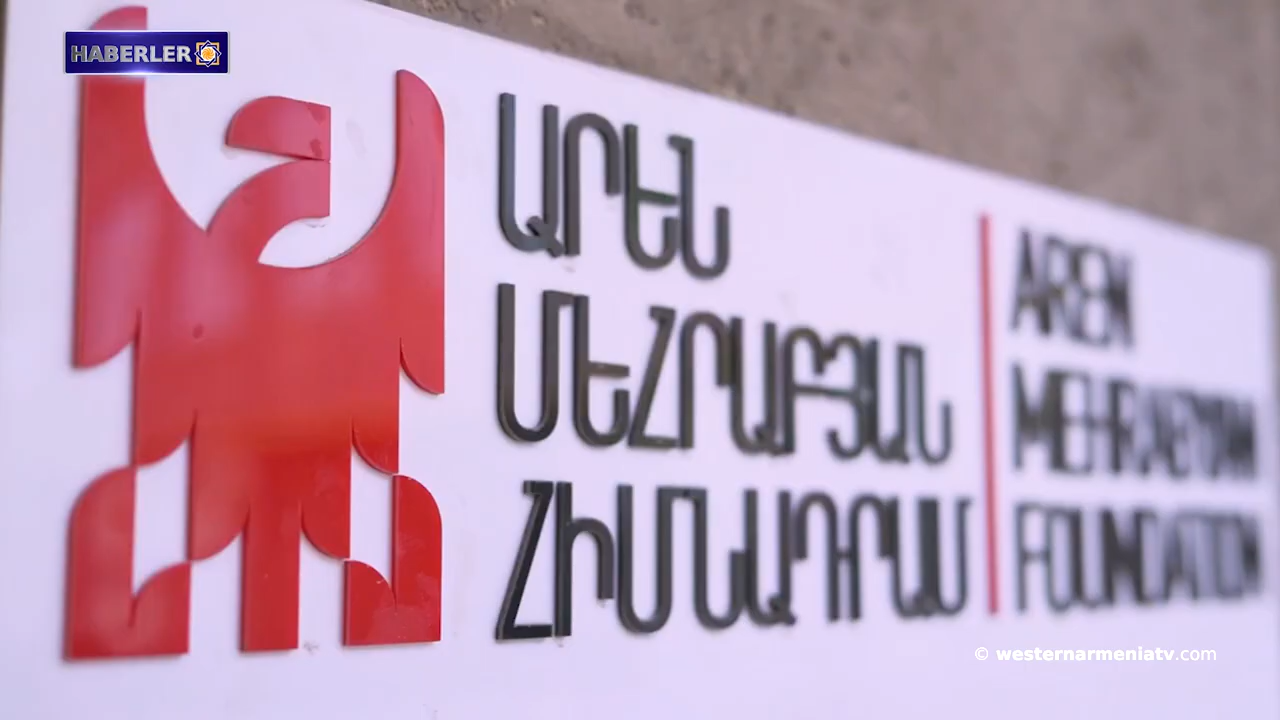 HABERLER
ԱՐԵՆ
ՄԵՀՐԱԲՅԱՆ
ՀԻՄՆԱԴՐԱՄ
AREN
MEHRABYAN
FOUNDATION
© westernarmeniatv.com